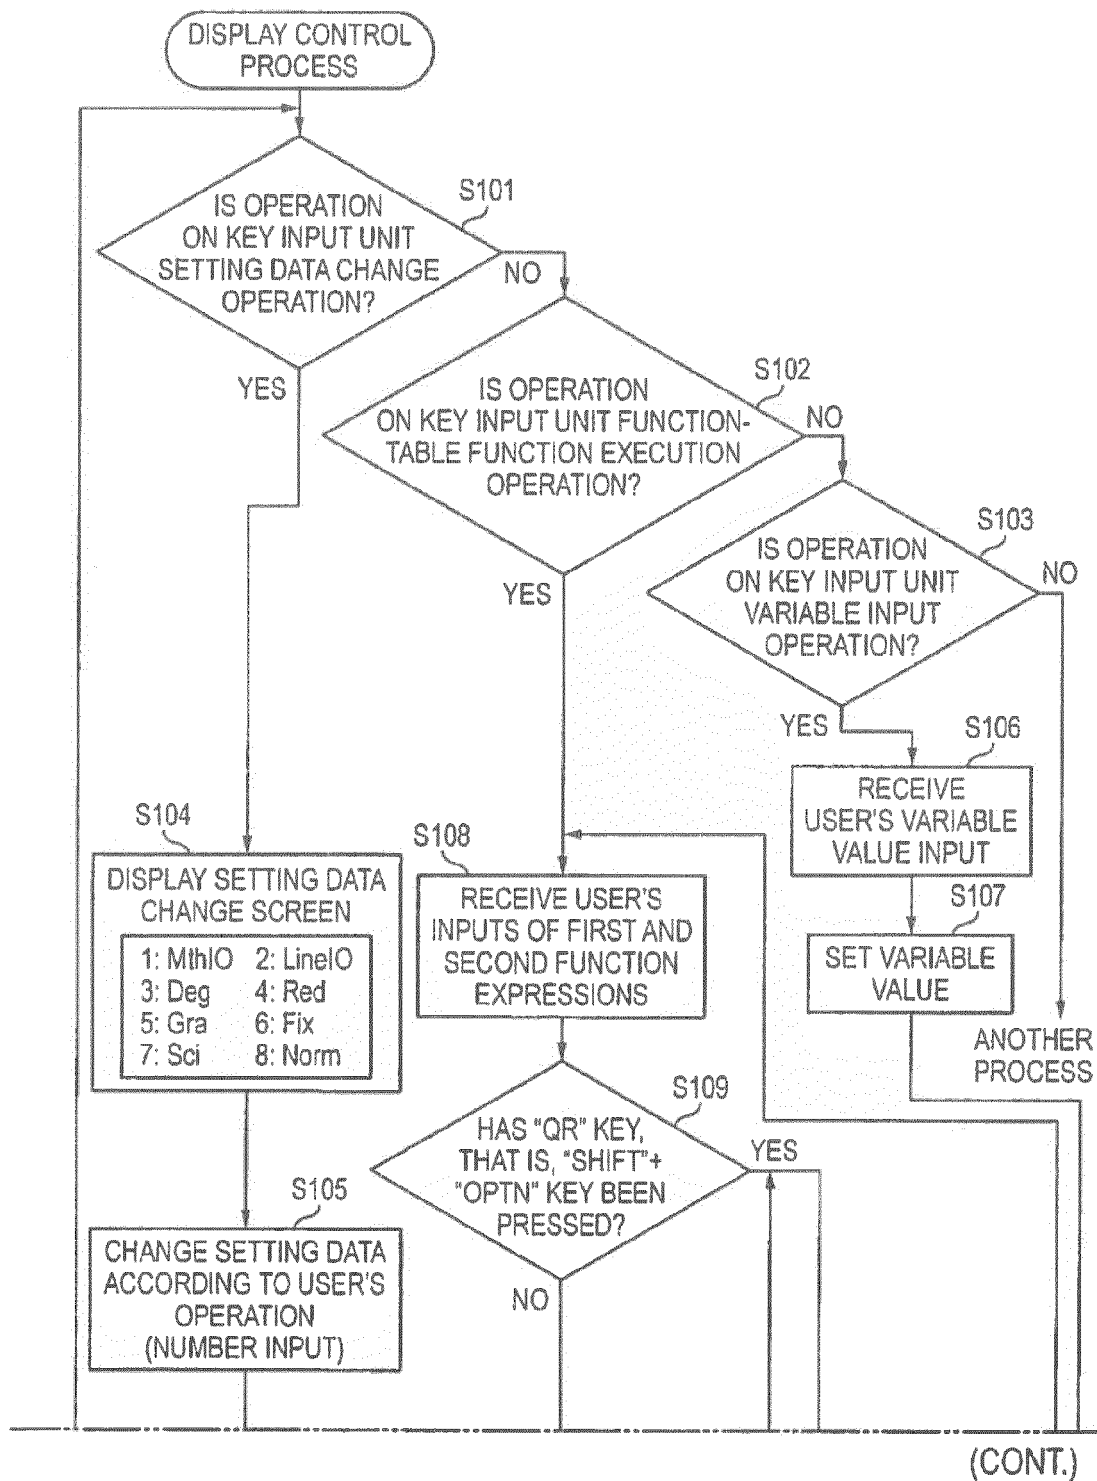 DISPLAY CONTROL
PROCESS
S101
IS OPERATION
ON KEY INPUT UNIT
SETTING DATA CHANGE
OPERATION?
NO
YES
S102
IS OPERATION
ON KEY INPUT UNIT FUNCTION-
TABLE FUNCTION EXECUTION
OPERATION?
NO
YES
S103
IS OPERATION
ON KEY INPUT UNIT
VARIABLE INPUT
OPERATION?
NO
YES
S106
RECEIVE
USER'S VARIABLE
VALUE INPUT
S107
SET VARIABLE
VALUE
ANOTHER
PROCESS
S104
DISPLAY SETTING DATA
CHANGE SCREEN
1: MthIO 2: LineIO
3: Deg 4: Red
5: Gra 6: Fix
7: Sci 8: Norm
S108
RECEIVE USER'S
INPUTS OF FIRST AND
SECOND FUNCTION
EXPRESSIONS
S109
HAS "QR" KEY,
THAT IS, "SHIFT"+
"OPTN" KEY BEEN
PRESSED?
YES
NO
S105
CHANGE SETTING DATA
ACCORDING TO USER'S
OPERATION
(NUMBER INPUT)
(CONT.)